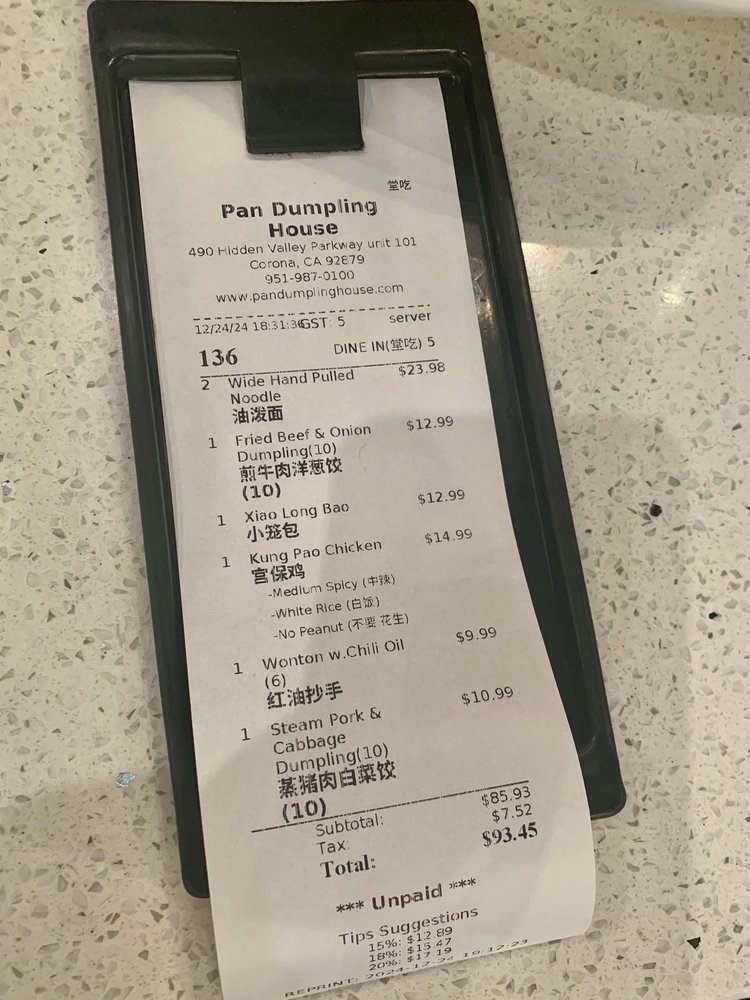 堂吃
Pan Dumpling
House
490 Hidden Valley Parkway unit 101
Corona, CA 92879
951-987-0100
www.pandumplinghouse.com
12/24/24 18:31:36 GST: 5 server
136 DINE IN(堂吃) 5
2 Wide Hand Pulled $23.98
Noodle
油泼面
1 Fried Beef & Onion $12.99
Dumpling(10)
煎牛肉洋葱饺
(10)
1 Xiao Long Bao $12.99
小笼包
1 Kung Pao Chicken $14.99
宫保鸡
-Medium Spicy (中辣)
-White Rice (白饭)
-No Peanut (不要 花生)
1 Wonton w.Chili Oil $9.99
(6)
红油抄手
1 Steam Pork & $10.99
Cabbage
Dumpling(10)
蒸猪肉白菜饺
(10)
Subtotal: $85.93
Tax: $7.52
Total: $93.45
*** Unpaid ***
Tips Suggestions
15%: $12.89
18%: $15.47
20%: $17.19
REPRINT: 2024-12-24 19:12:23